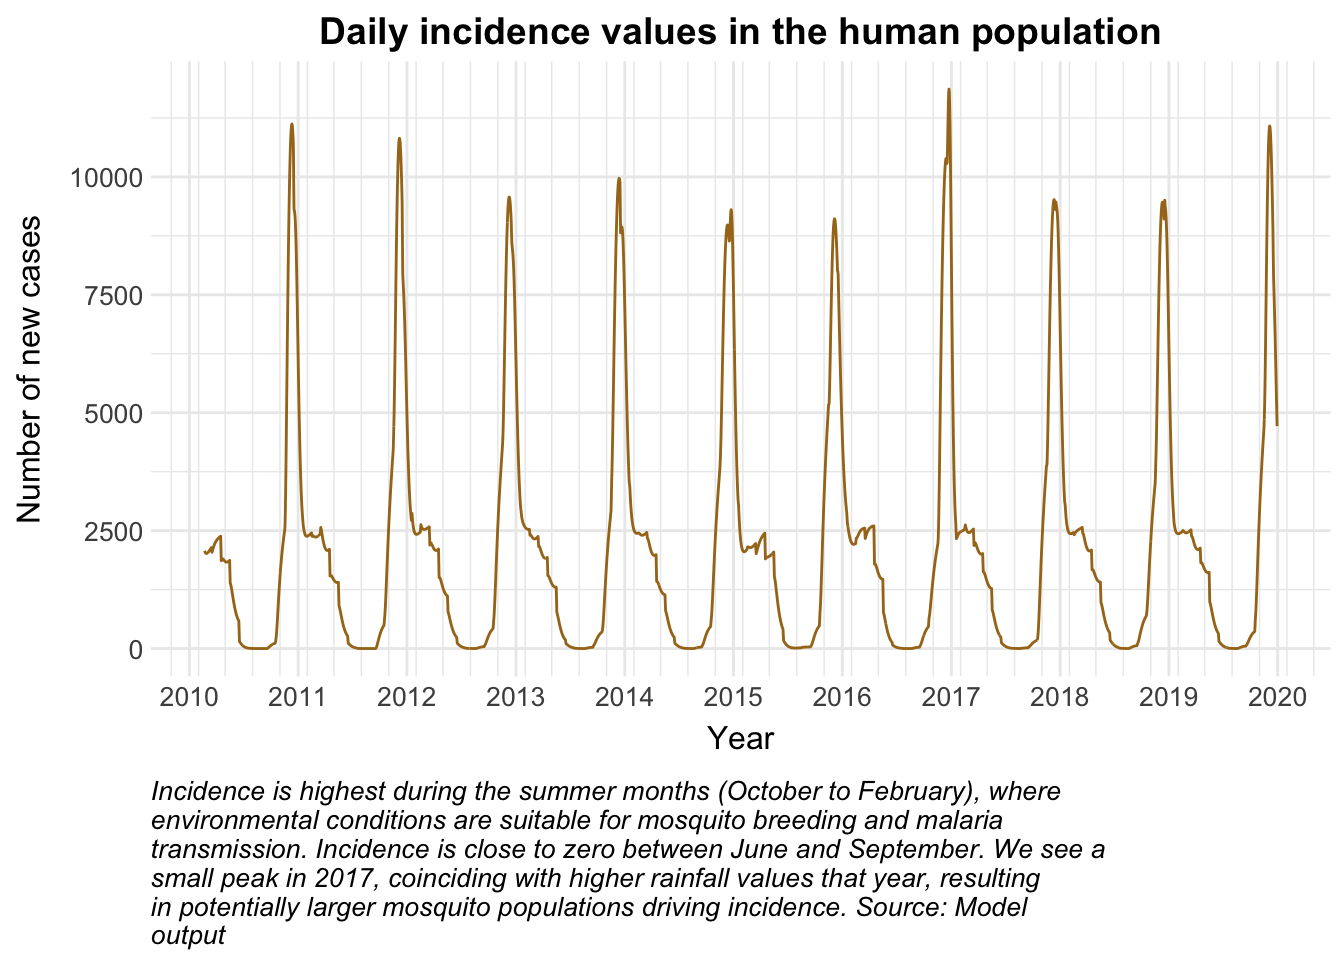 Daily incidence values in the human population
Number of new cases
10000
7500
5000
2500
0
2010 2011 2012 2013 2014 2015 2016 2017 2018 2019 2020
Year
Incidence is highest during the summer months (October to February), where
environmental conditions are suitable for mosquito breeding and malaria
transmission. Incidence is close to zero between June and September. We see a
small peak in 2017, coinciding with higher rainfall values that year, resulting
in potentially larger mosquito populations driving incidence. Source: Model
output